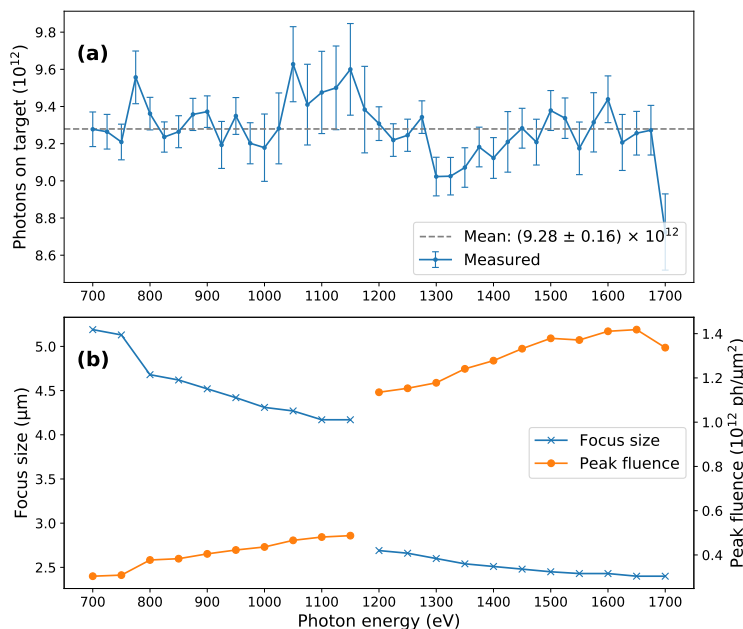 (a)
Photons on target (10¹²)
9.8
9.6
9.4
9.2
9.0
8.8
8.6
Mean: (9.28 ± 0.16) × 10¹²
Measured
700 800 900 1000 1100 1200 1300 1400 1500 1600 1700
(b)
Focus size (μm)
5.0
4.5
4.0
3.5
3.0
2.5
Focus size
Peak fluence
1.4
1.2
1.0
0.8
0.6
0.4
Peak fluence (10¹² ph/μm²)
700 800 900 1000 1100 1200 1300 1400 1500 1600 1700
Photon energy (eV)